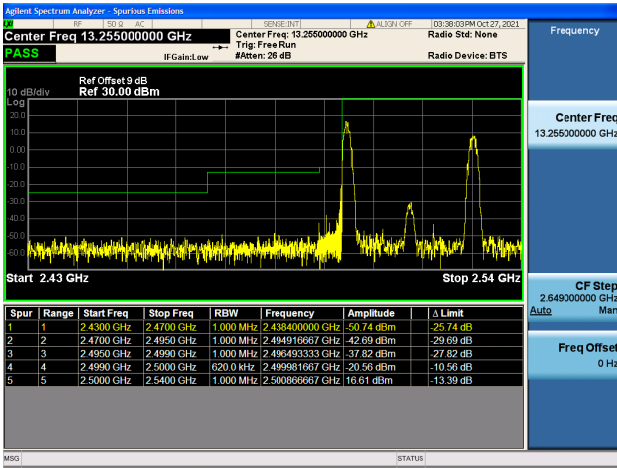 Agilent Spectrum Analyzer - Spurious Emissions
RF 50 Ω AC SENSE:INT ALIGN OFF 03:38:03PM Oct 27, 2021
Center Freq 13.255000000 GHz
Center Freq: 13.255000000 GHz
Radio Std: None
PASS
Trig: Free Run
IFGain:Low
#Atten: 26 dB
Radio Device: BTS
Ref Offset 9 dB
10 dB/div Ref 30.00 dBm
Log
20.0
10.0
0.00
-10.0
-20.0
-30.0
-40.0
-50.0
-60.0
Start 2.43 GHz Stop 2.54 GHz
Spur Range Start Freq Stop Freq RBW Frequency Amplitude Δ Limit
1 1 2.4300 GHz 2.4700 GHz 1.000 MHz 2.438400000 GHz -50.74 dBm -25.74 dB
2 2 2.4700 GHz 2.4950 GHz 1.000 MHz 2.494916667 GHz -42.69 dBm -29.69 dB
3 3 2.4950 GHz 2.4990 GHz 1.000 MHz 2.496493333 GHz -37.82 dBm -27.82 dB
4 4 2.4990 GHz 2.5000 GHz 620.0 kHz 2.499981667 GHz -20.56 dBm -10.56 dB
5 5 2.5000 GHz 2.5400 GHz 1.000 MHz 2.500866667 GHz 16.61 dBm -13.39 dB
MSG STATUS
Frequency
Center Freq
13.255000000 GHz
CF Step
2.649000000 GHz
Auto Man
Freq Offset
0 Hz